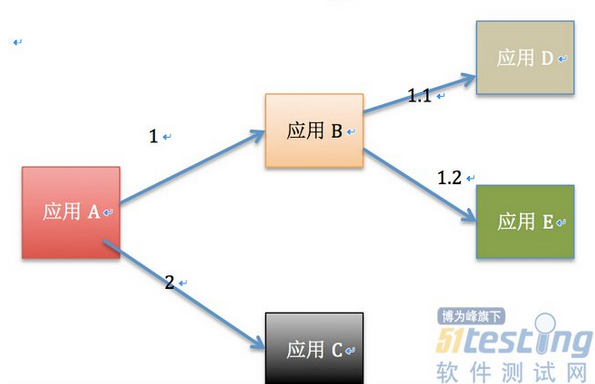 应用 D
1.1
应用 B
1
1.2
应用 A
应用 E
2
应用 C
博为峰旗下
51testing
软件测试网